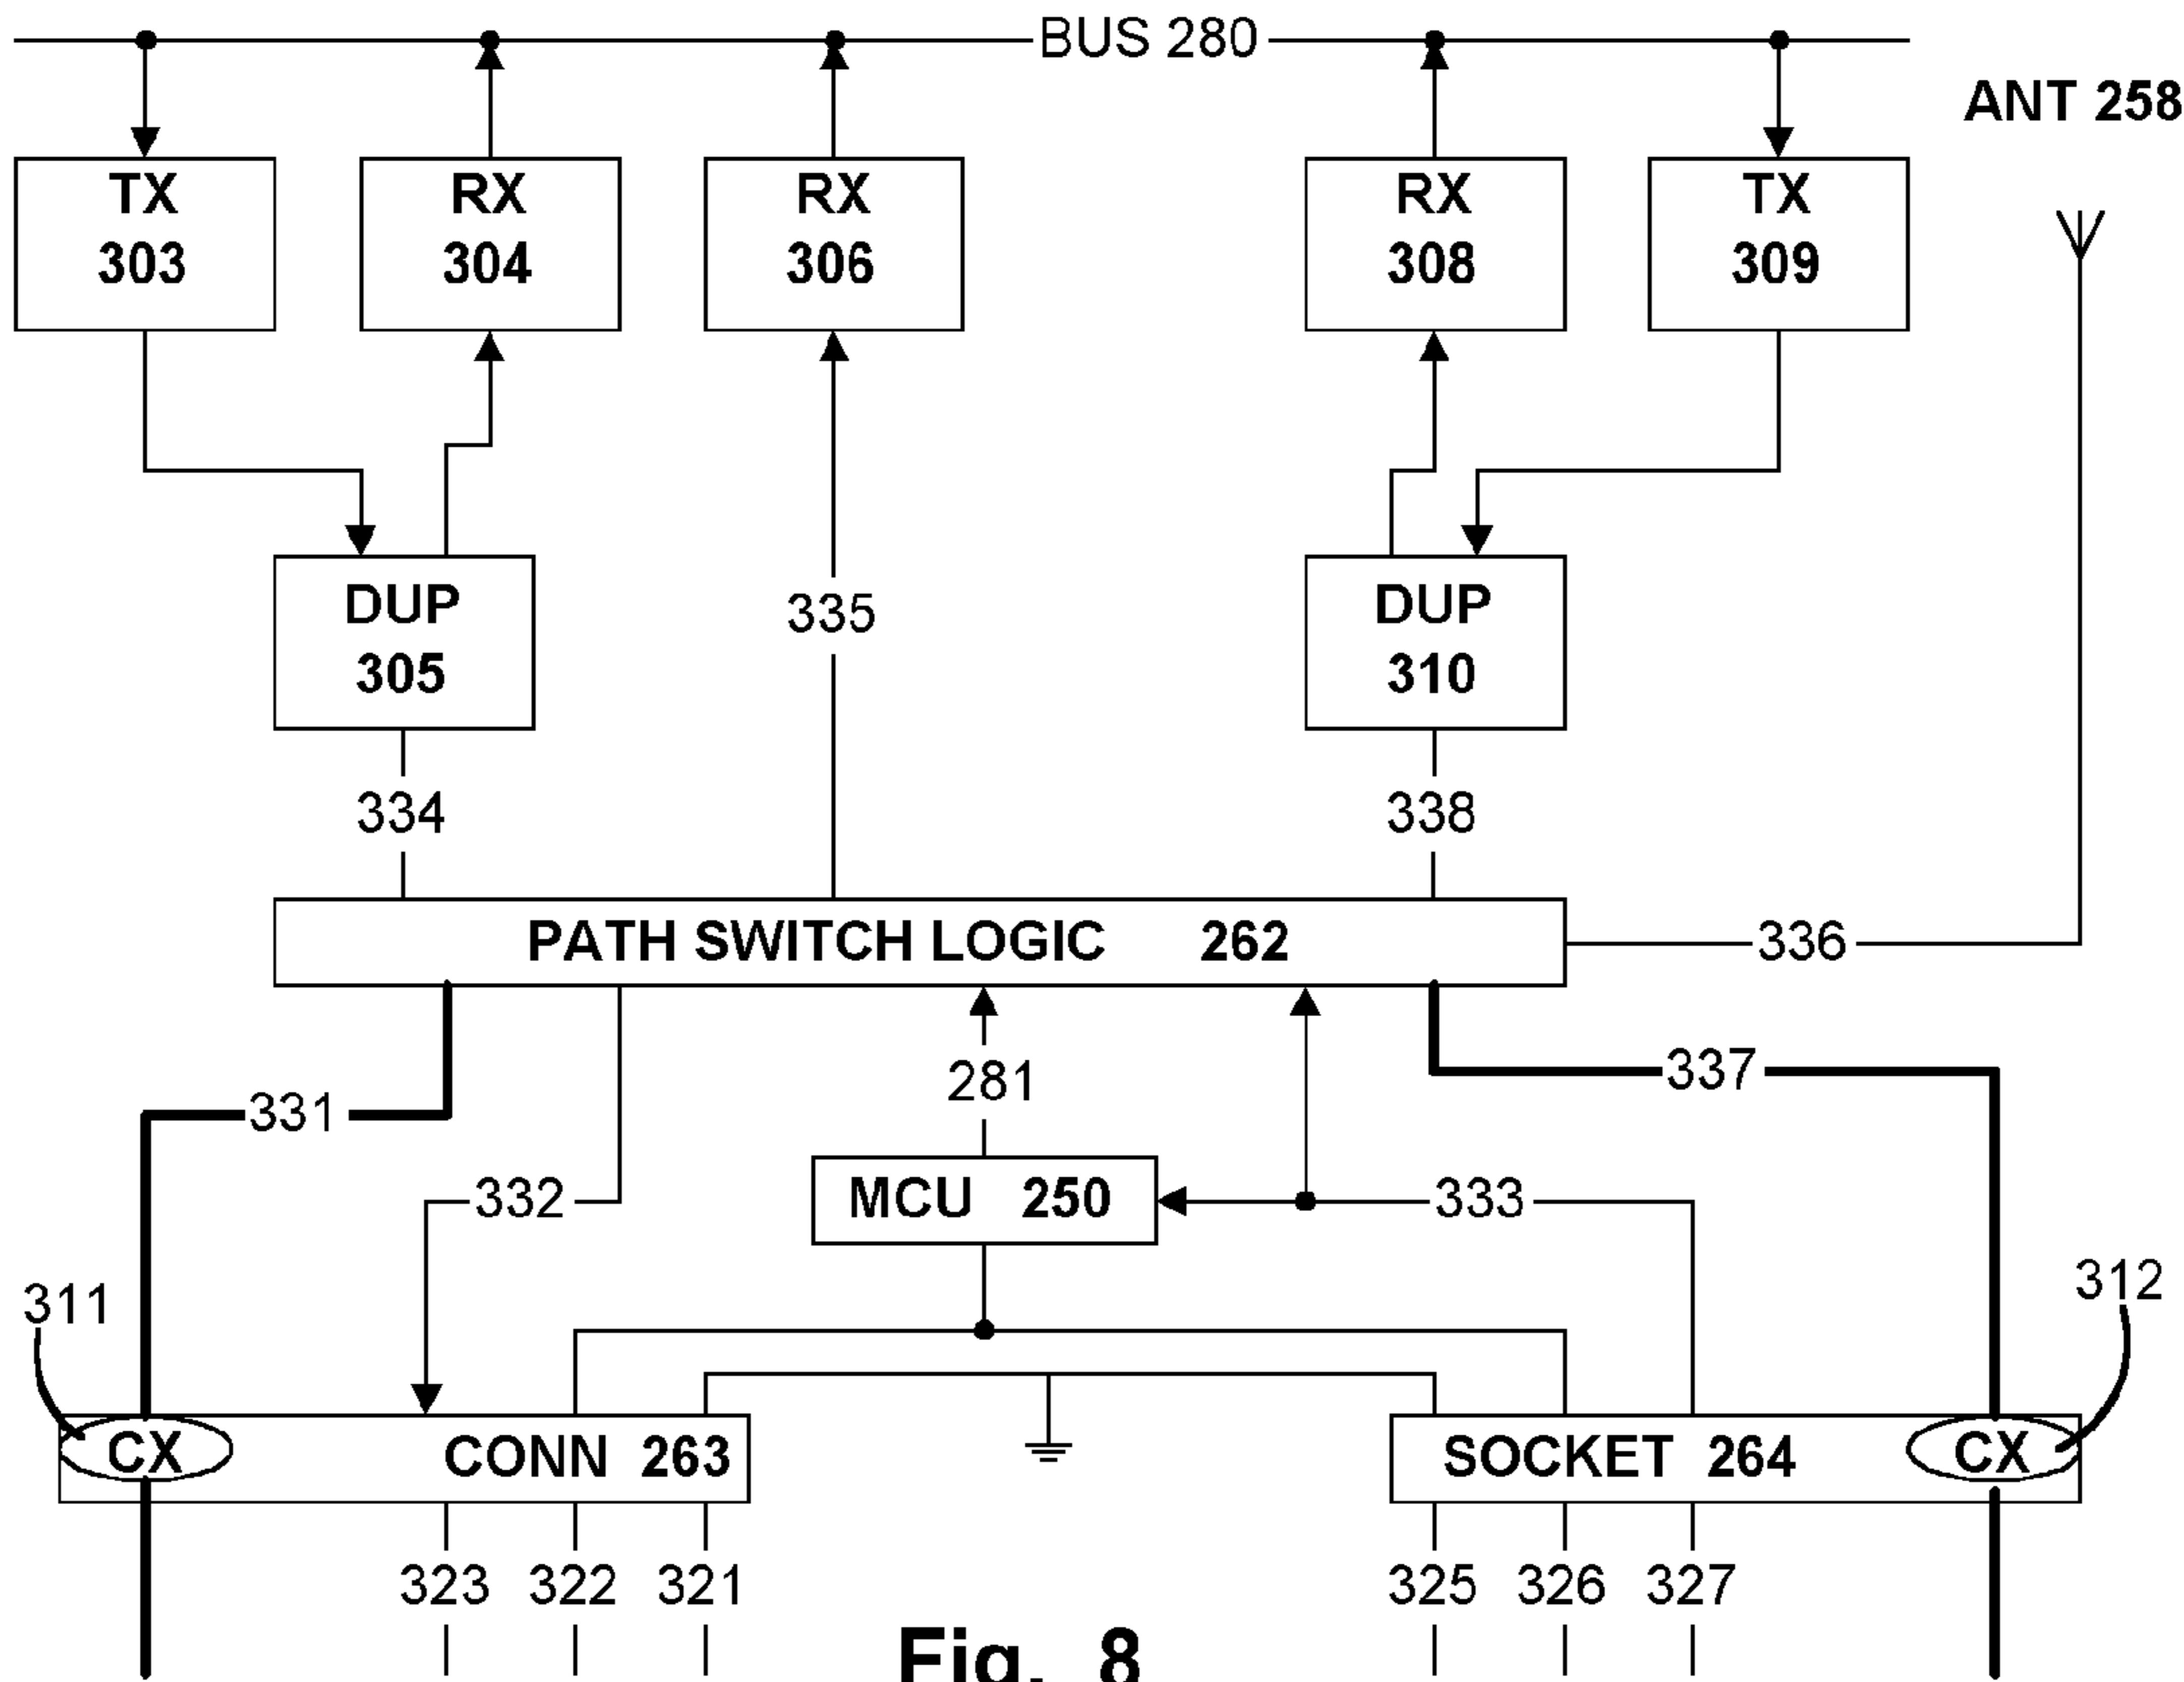 BUS 280
ANT 258
TX
303
RX
304
RX
306
RX
308
TX
309
DUP
305
335
DUP
310
334
338
PATH SWITCH LOGIC 262
336
281
337
331
332
MCU 250
333
311
312
CX
CONN 263
SOCKET 264
CX
323
322
321
325
326
327
Fig. 8